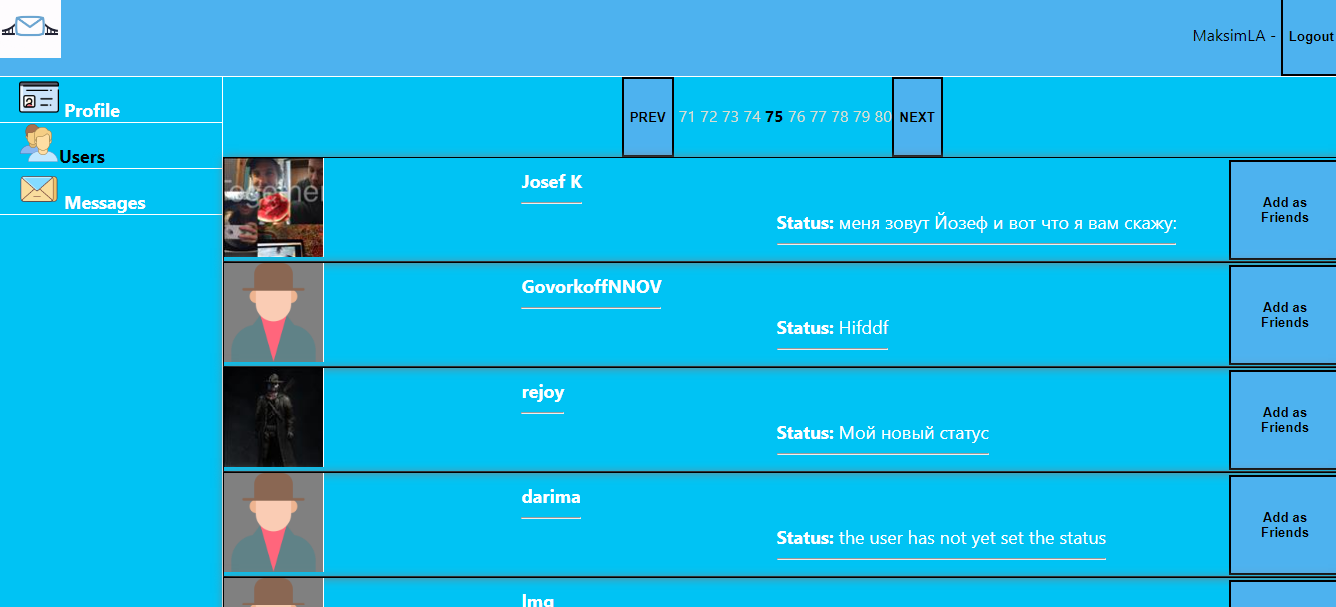 MaksimLA - Logout
Profile
Users
Messages
PREV 71 72 73 74 75 76 77 78 79 80 NEXT
Together
Josef K
Status: меня зовут Йозеф и вот что я вам скажу:
Add as
Friends
GovorkoffNNOV
Status: Hifddf
Add as
Friends
rejoy
Status: Мой новый статус
Add as
Friends
darima
Status: the user has not yet set the status
Add as
Friends